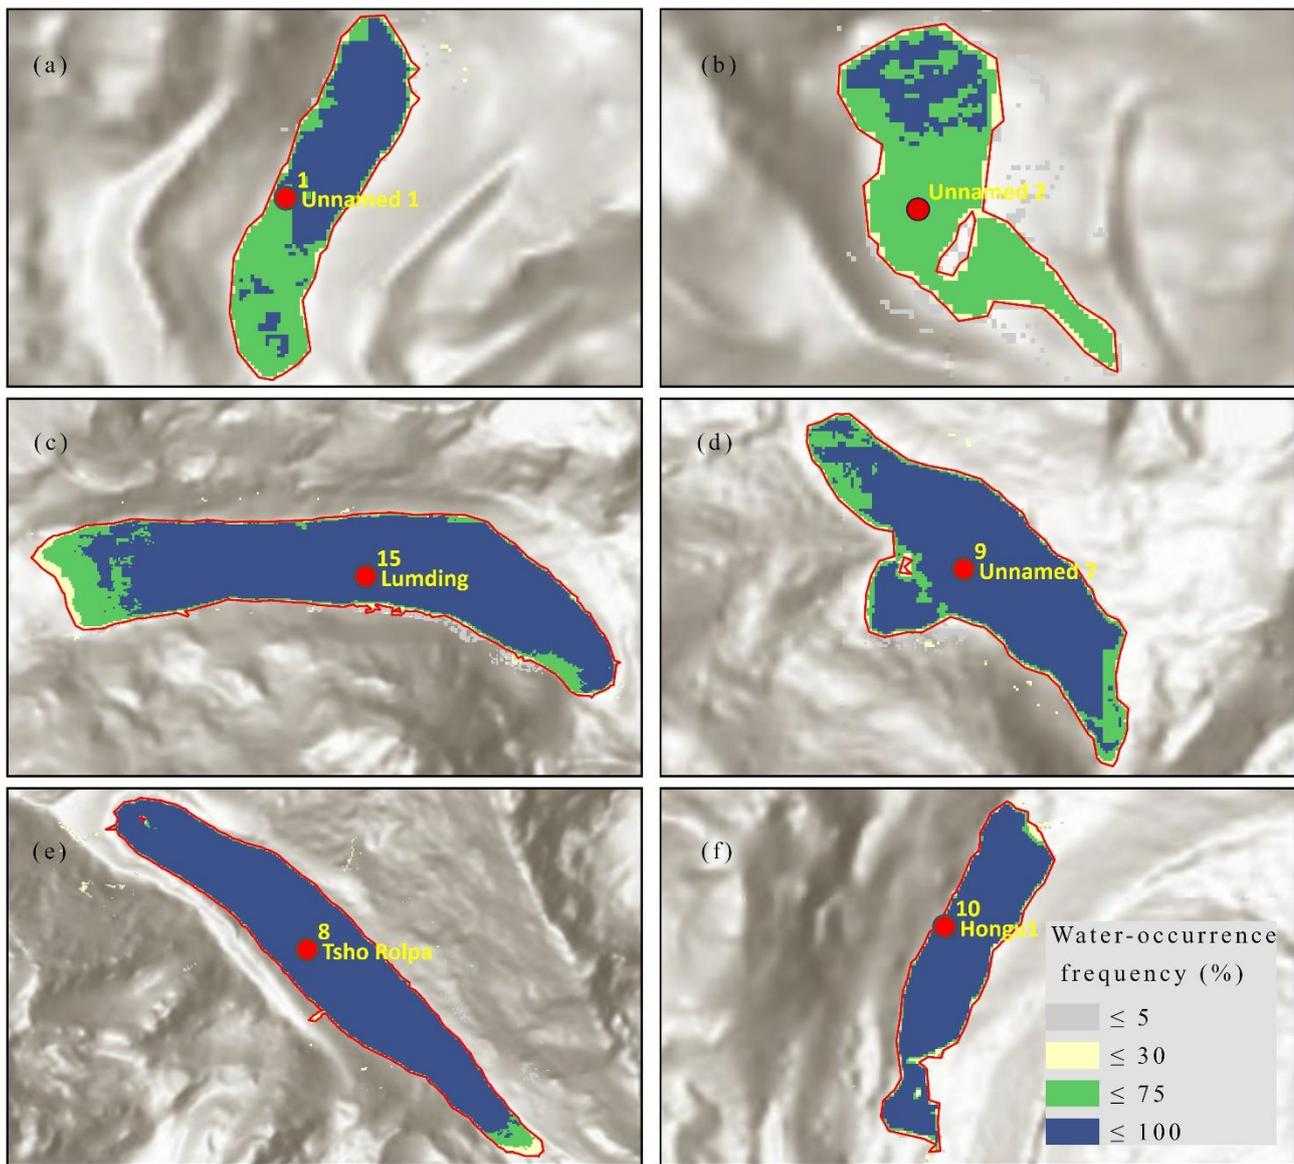 (a)
1
Unnamed 1
(b)
Unnamed 2
(c)
15
Lumding
(d)
9
Unnamed 7
(e)
8
Tsho Rolpa
(f)
10
Hongu1
Water-occurrence
frequency (%)
≤ 5
≤ 30
≤ 75
≤ 100